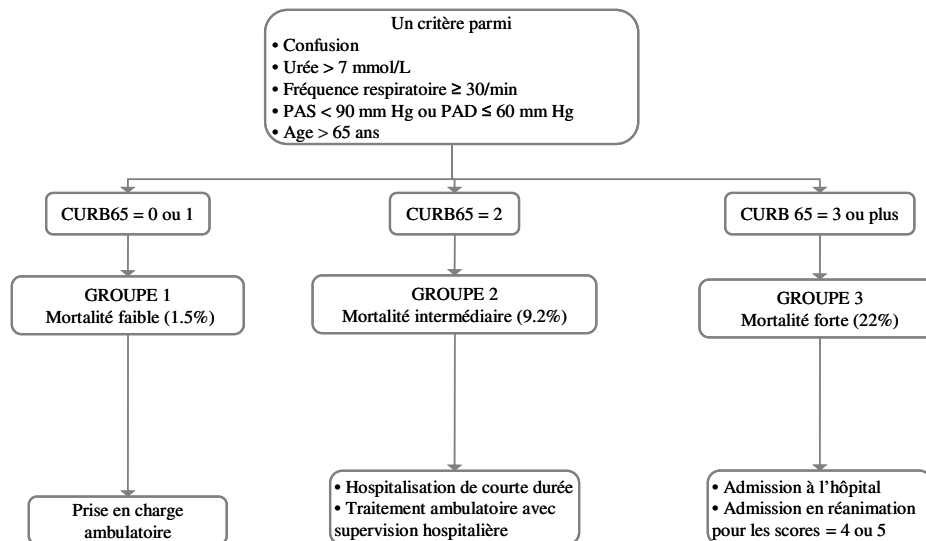 Un critère parmi
• Confusion
• Urée > 7 mmol/L
• Fréquence respiratoire ≥ 30/min
• PAS < 90 mm Hg ou PAD ≤ 60 mm Hg
• Age > 65 ans
CURB65 = 0 ou 1
CURB65 = 2
CURB 65 = 3 ou plus
GROUPE 1
Mortalité faible (1.5%)
GROUPE 2
Mortalité intermédiaire (9.2%)
GROUPE 3
Mortalité forte (22%)
Prise en charge
ambulatoire
• Hospitalisation de courte durée
• Traitement ambulatoire avec
supervision hospitalière
• Admission à l’hôpital
• Admission en réanimation
pour les scores = 4 ou 5